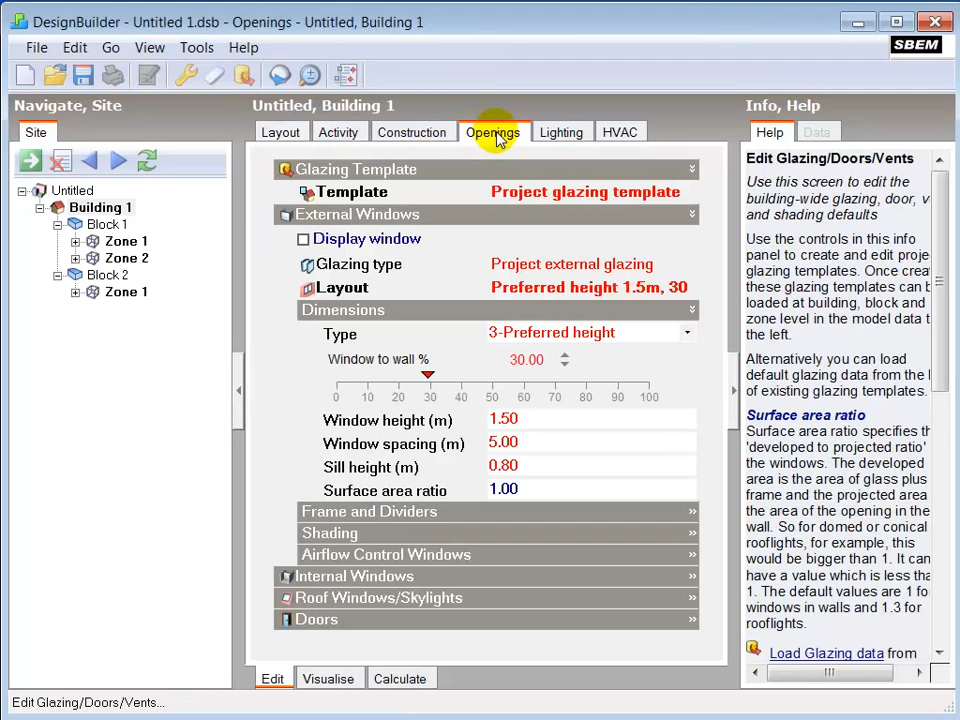 DesignBuilder - Untitled 1.dsb - Openings - Untitled, Building 1
File Edit Go View Tools Help
SBEM
Navigate, Site
Site
Untitled
Building 1
Block 1
Zone 1
Zone 2
Block 2
Zone 1
Untitled, Building 1
Layout Activity Construction Openings Lighting HVAC
Glazing Template
Template Project glazing template
External Windows
Display window
Glazing type Project external glazing
Layout Preferred height 1.5m, 30
Dimensions
Type 3-Preferred height
Window to wall % 30.00
0 10 20 30 40 50 60 70 80 90 100
Window height (m) 1.50
Window spacing (m) 5.00
Sill height (m) 0.80
Surface area ratio 1.00
Frame and Dividers
Shading
Airflow Control Windows
Internal Windows
Roof Windows/Skylights
Doors
Edit Visualise Calculate
Info, Help
Help Data
Edit Glazing/Doors/Vents
Use this screen to edit the
building-wide glazing, door, v
and shading defaults
Use the controls in this info
panel to create and edit proje
glazing templates. Once crea
these glazing templates can b
loaded at building, block and
zone level in the model data t
the left.
Alternatively you can load
default glazing data from the l
of existing glazing templates.
Surface area ratio
Surface area ratio specifies th
'developed to projected ratio'
the windows. The developed
area is the area of glass plus
frame and the projected area
the area of the opening in the
wall. So for domed or conical
rooflights, for example, this
would be bigger than 1. It can
have a value which is less tha
1. The default values are 1 fo
windows in walls and 1.3 for
rooflights.
Load Glazing data from
Edit Glazing/Doors/Vents...